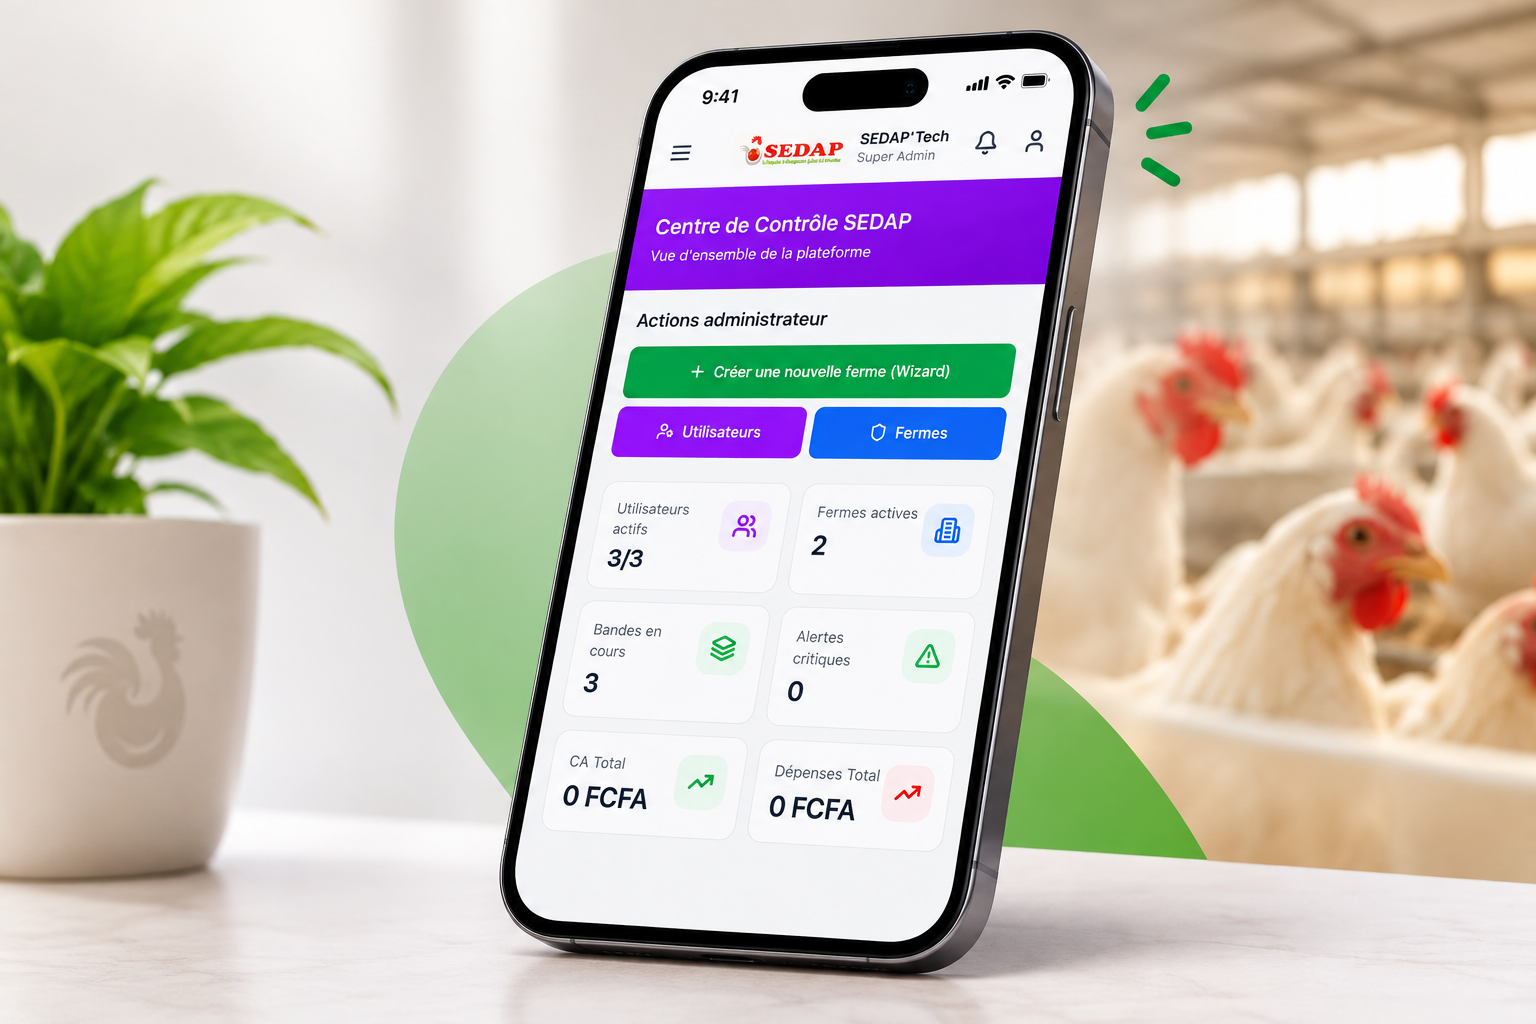 9:41
SEDAP
SEDAP'Tech
Super Admin
Centre de Contrôle SEDAP
Vue d'ensemble de la plateforme
Actions administrateur
+ Créer une nouvelle ferme (Wizard)
Utilisateurs
Fermes
Utilisateurs
actifs
3/3
Fermes actives
2
Bandes en
cours
3
Alertes
critiques
0
CA Total
0 FCFA
Dépenses Total
0 FCFA